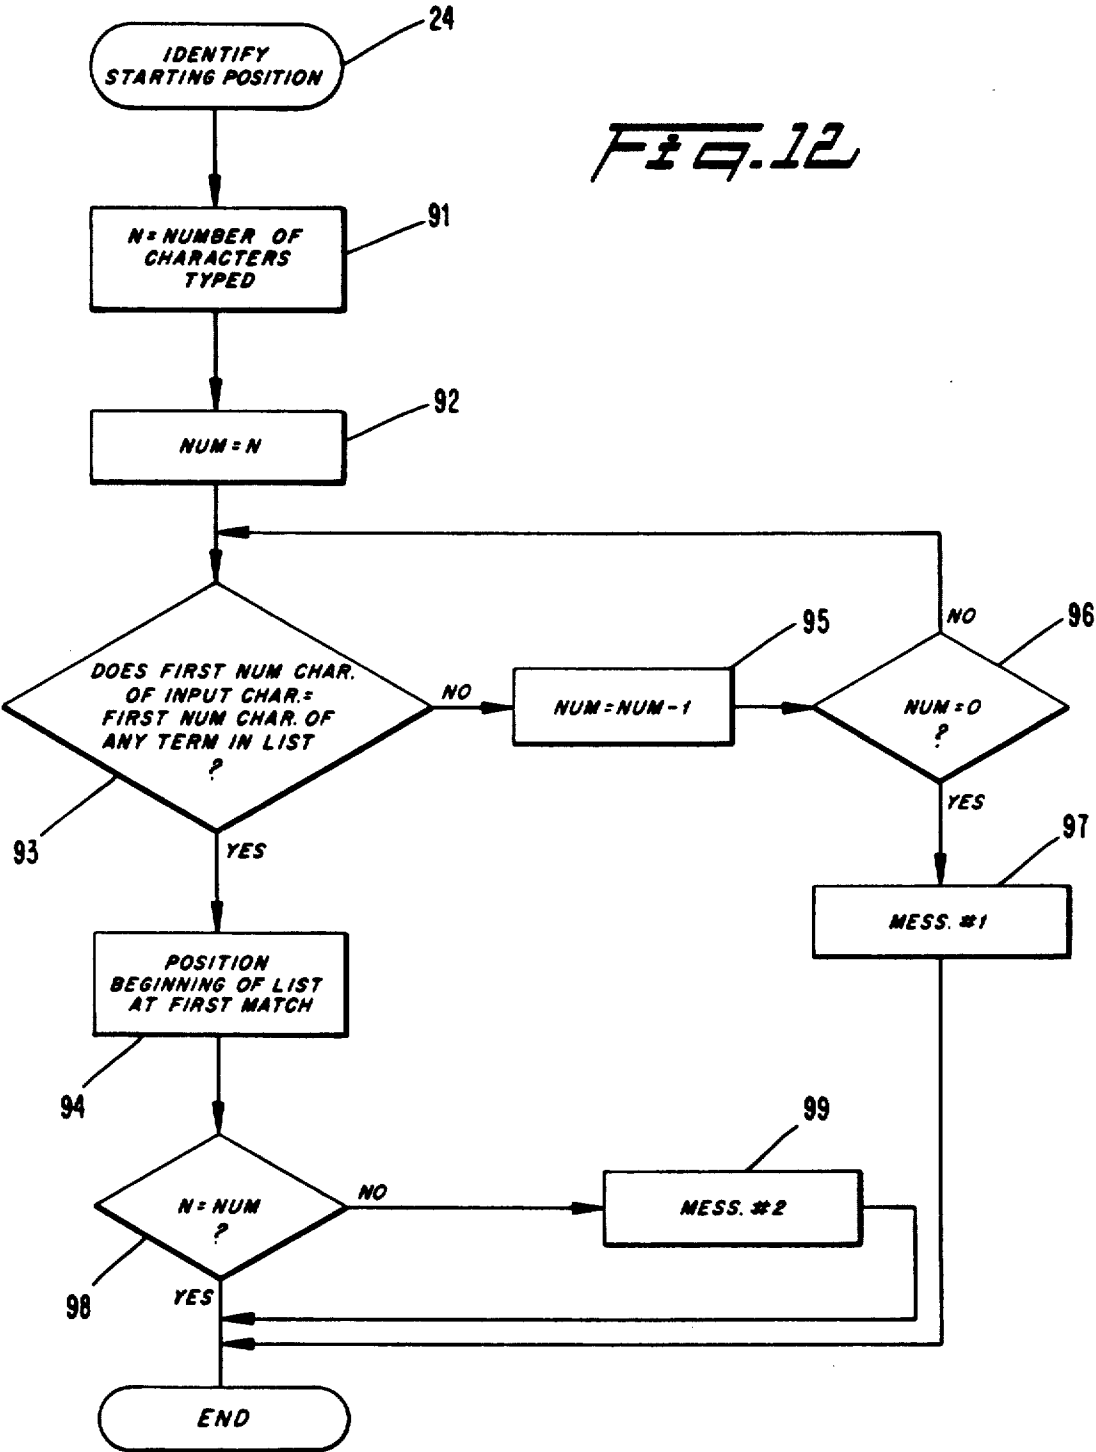 24
IDENTIFY
STARTING POSITION
Fig. 12
91
N = NUMBER OF
CHARACTERS
TYPED
92
NUM = N
NO
95
96
DOES FIRST NUM CHAR.
OF INPUT CHAR. =
FIRST NUM CHAR. OF
ANY TERM IN LIST
?
NO
NUM = NUM - 1
NUM = 0
?
93
YES
YES
97
MESS. #1
POSITION
BEGINNING OF LIST
AT FIRST MATCH
94
99
N = NUM
?
NO
MESS. #2
98
YES
END